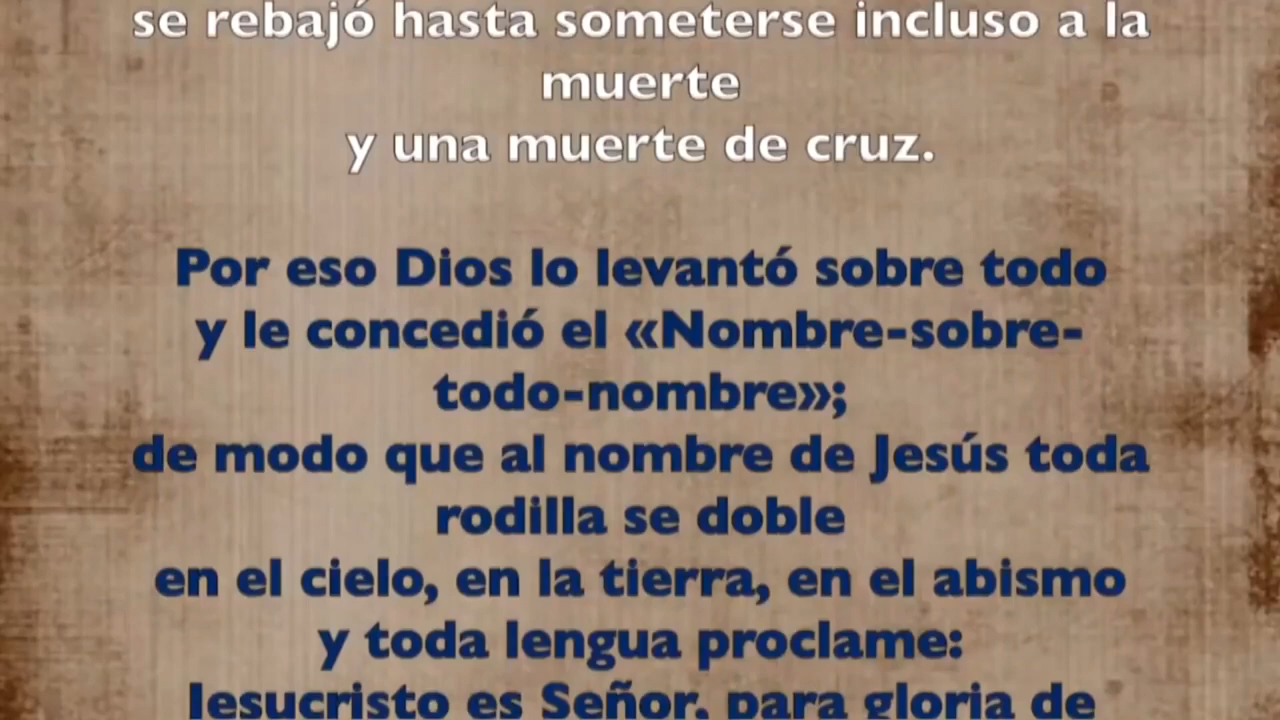 se rebajó hasta someterse incluso a la
muerte
y una muerte de cruz.
Por eso Dios lo levantó sobre todo
y le concedió el «Nombre-sobre-
todo-nombre»;
de modo que al nombre de Jesús toda
rodilla se doble
en el cielo, en la tierra, en el abismo
y toda lengua proclame:
Jesucristo es Señor, para gloria de